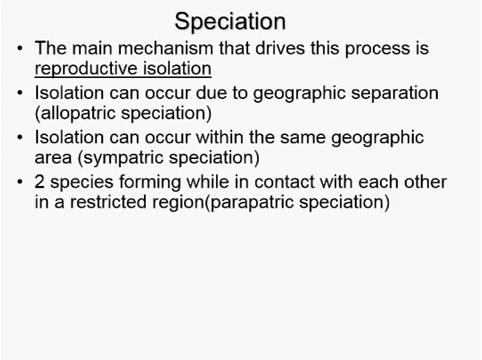 Speciation
• The main mechanism that drives this process is
reproductive isolation
• Isolation can occur due to geographic separation
(allopatric speciation)
• Isolation can occur within the same geographic
area (sympatric speciation)
• 2 species forming while in contact with each other
in a restricted region(parapatric speciation)